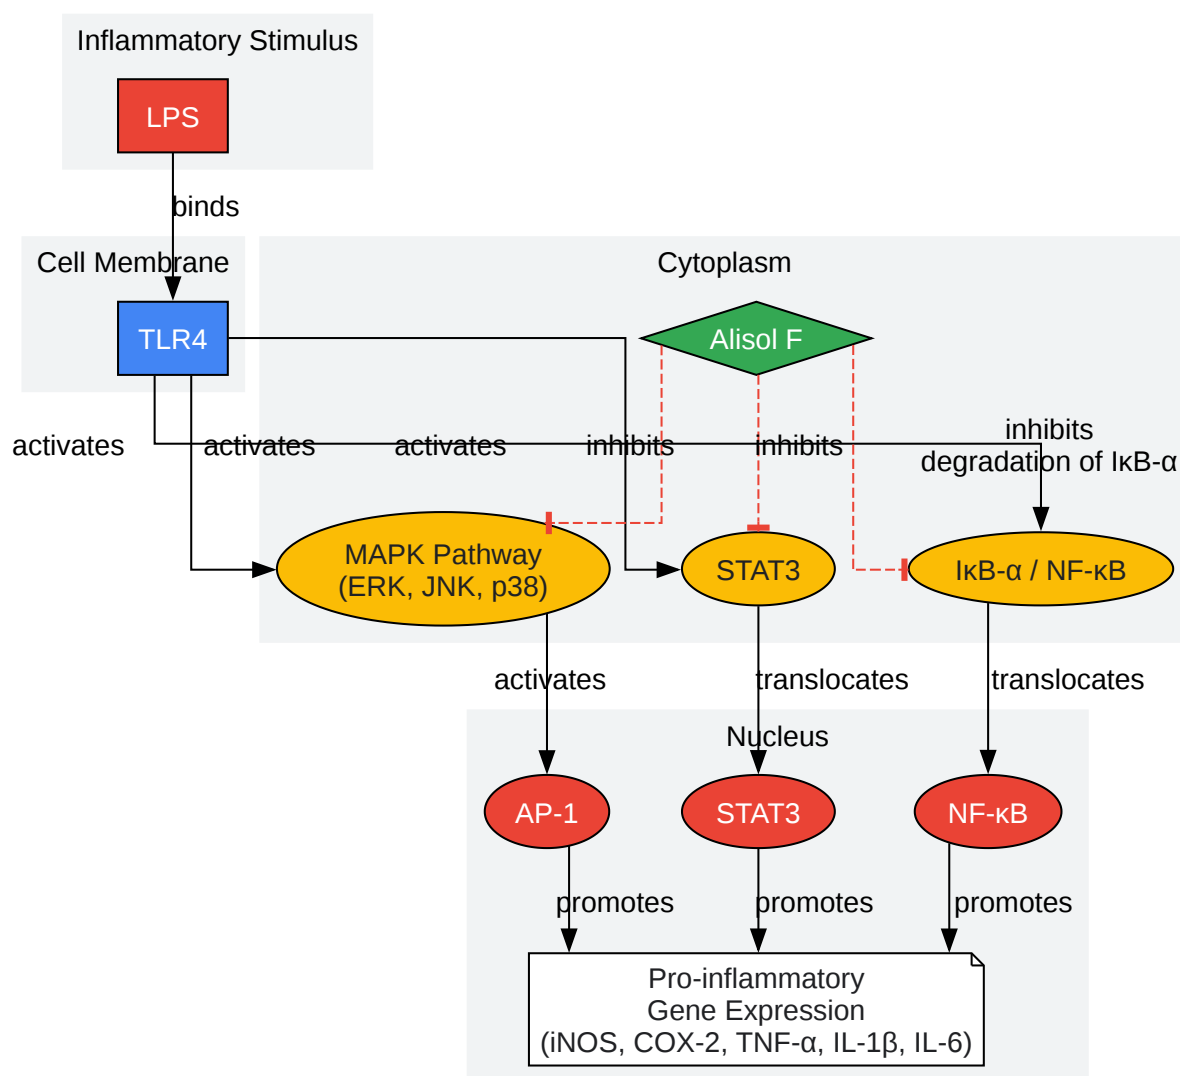 Inflammatory Stimulus
LPS
binds
Cell Membrane
Cytoplasm
TLR4
Alisol F
activates
activates
activates
inhibits
inhibits
inhibits
degradation of IκB-α
MAPK Pathway
(ERK, JNK, p38)
STAT3
IκB-α / NF-κB
activates
translocates
translocates
Nucleus
AP-1
STAT3
NF-κB
promotes
promotes
promotes
Pro-inflammatory
Gene Expression
(iNOS, COX-2, TNF-α, IL-1β, IL-6)